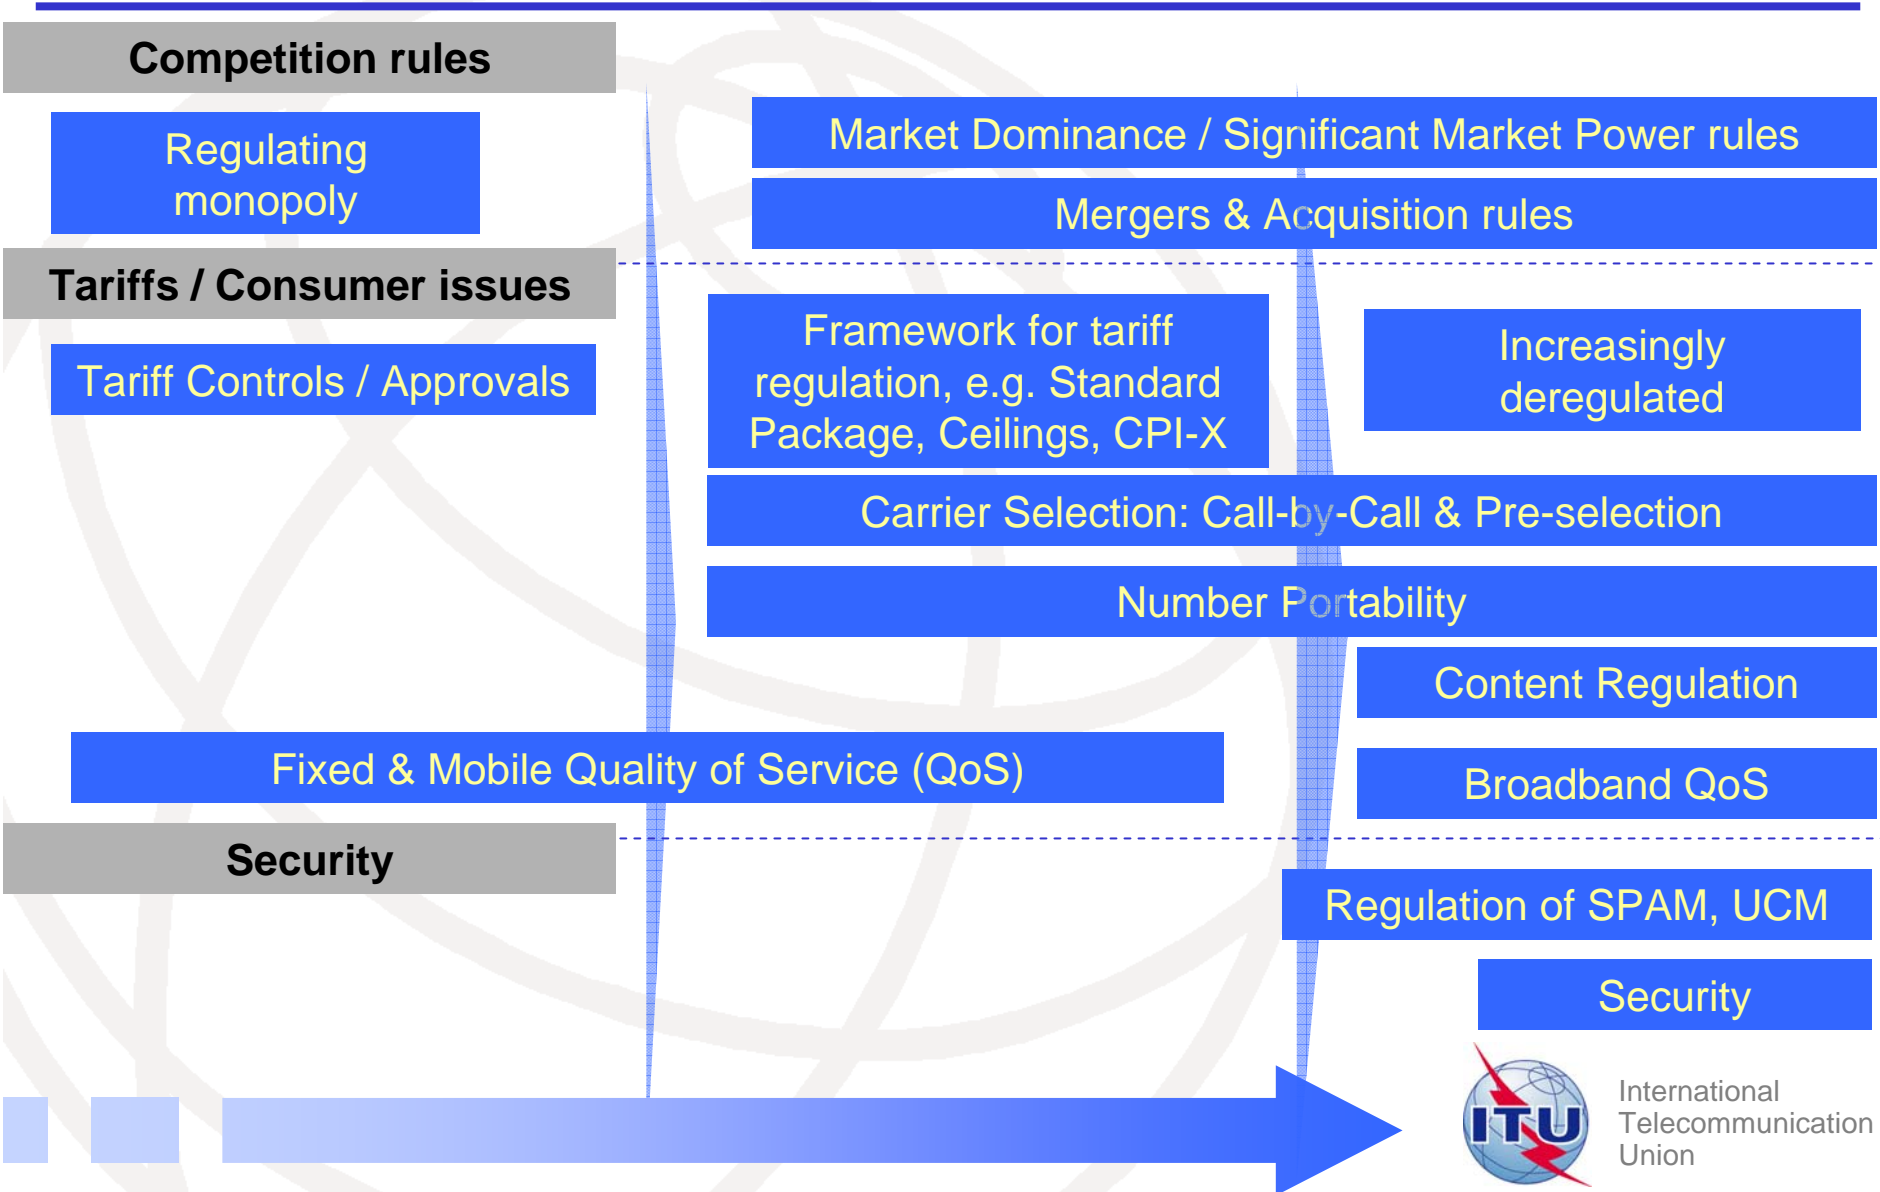 Competition rules
Regulating
monopoly
Market Dominance / Significant Market Power rules
Mergers & Acquisition rules
Tariffs / Consumer issues
Tariff Controls / Approvals
Framework for tariff
regulation, e.g. Standard
Package, Ceilings, CPI-X
Increasingly
deregulated
Carrier Selection: Call-by-Call & Pre-selection
Number Portability
Content Regulation
Fixed & Mobile Quality of Service (QoS)
Broadband QoS
Security
Regulation of SPAM, UCM
Security
ITU
International
Telecommunication
Union